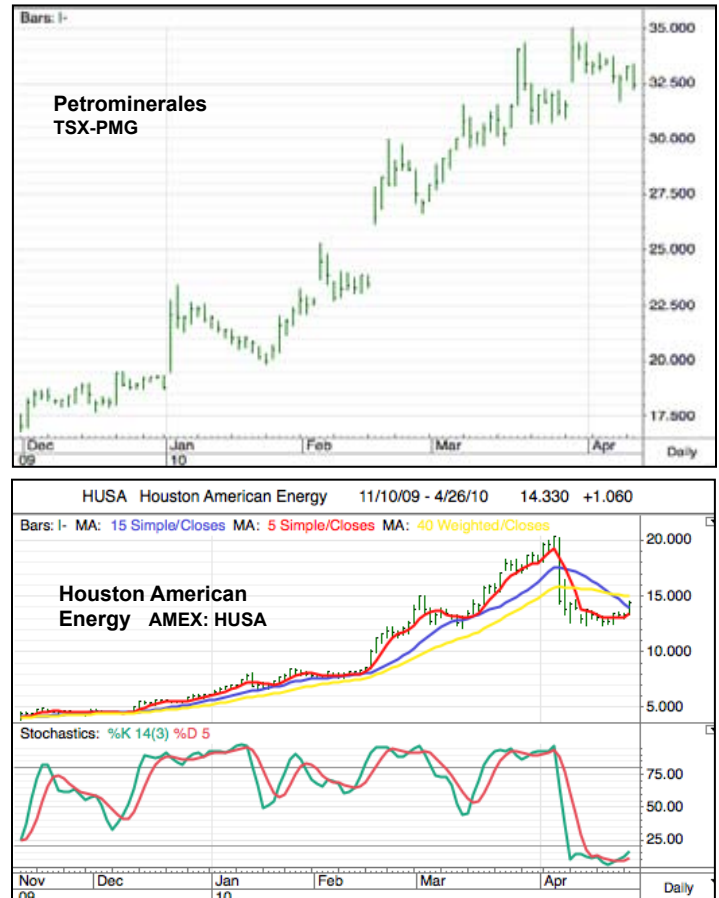 Bars: I-
35.000
Petrominerales
TSX-PMG
32.500
30.000
27.500
25.000
22.500
20.000
17.500
Dec Jan Feb Mar Apr Daily
09 10
HUSA Houston American Energy 11/10/09 - 4/26/10 14.330 +1.060
Bars: I- MA: 15 Simple/Closes MA: 5 Simple/Closes MA: 40 Weighted/Closes
20.000
Houston American
Energy AMEX: HUSA
15.000
10.000
5.000
Stochastics: %K 14(3) %D 5
75.00
50.00
25.00
Nov Dec Jan Feb Mar Apr Daily
09 10